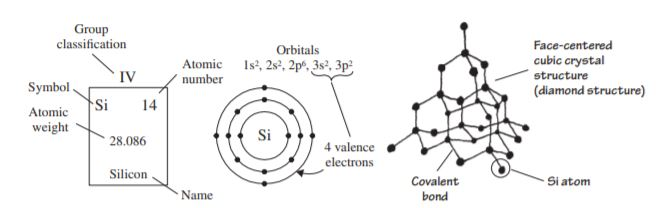 Group
classification
IV
Symbol
Si
14
Atomic
number
Atomic
weight
28.086
Silicon
Name
Orbitals
1s², 2s², 2p⁶, 3s², 3p²
Si
4 valence
electrons
Face-centered
cubic crystal
structure
(diamond structure)
Covalent
bond
Si atom